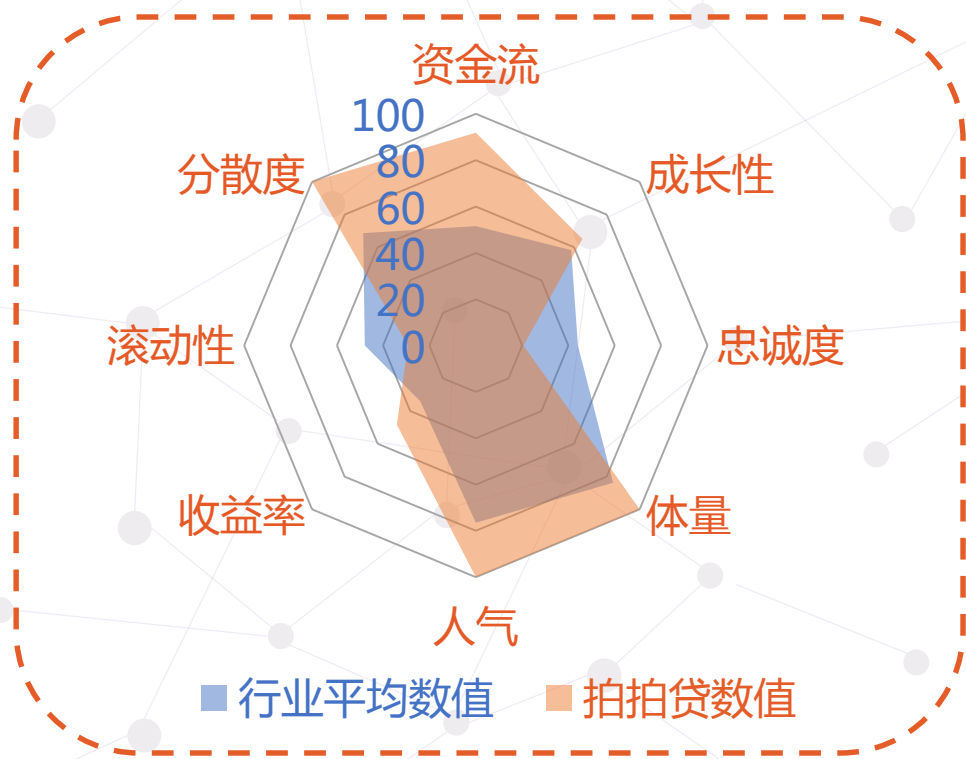 资金流
100
80
60
40
20
0
分散度
成长性
滚动性
忠诚度
收益率
体量
人气
行业平均数值
拍拍贷数值